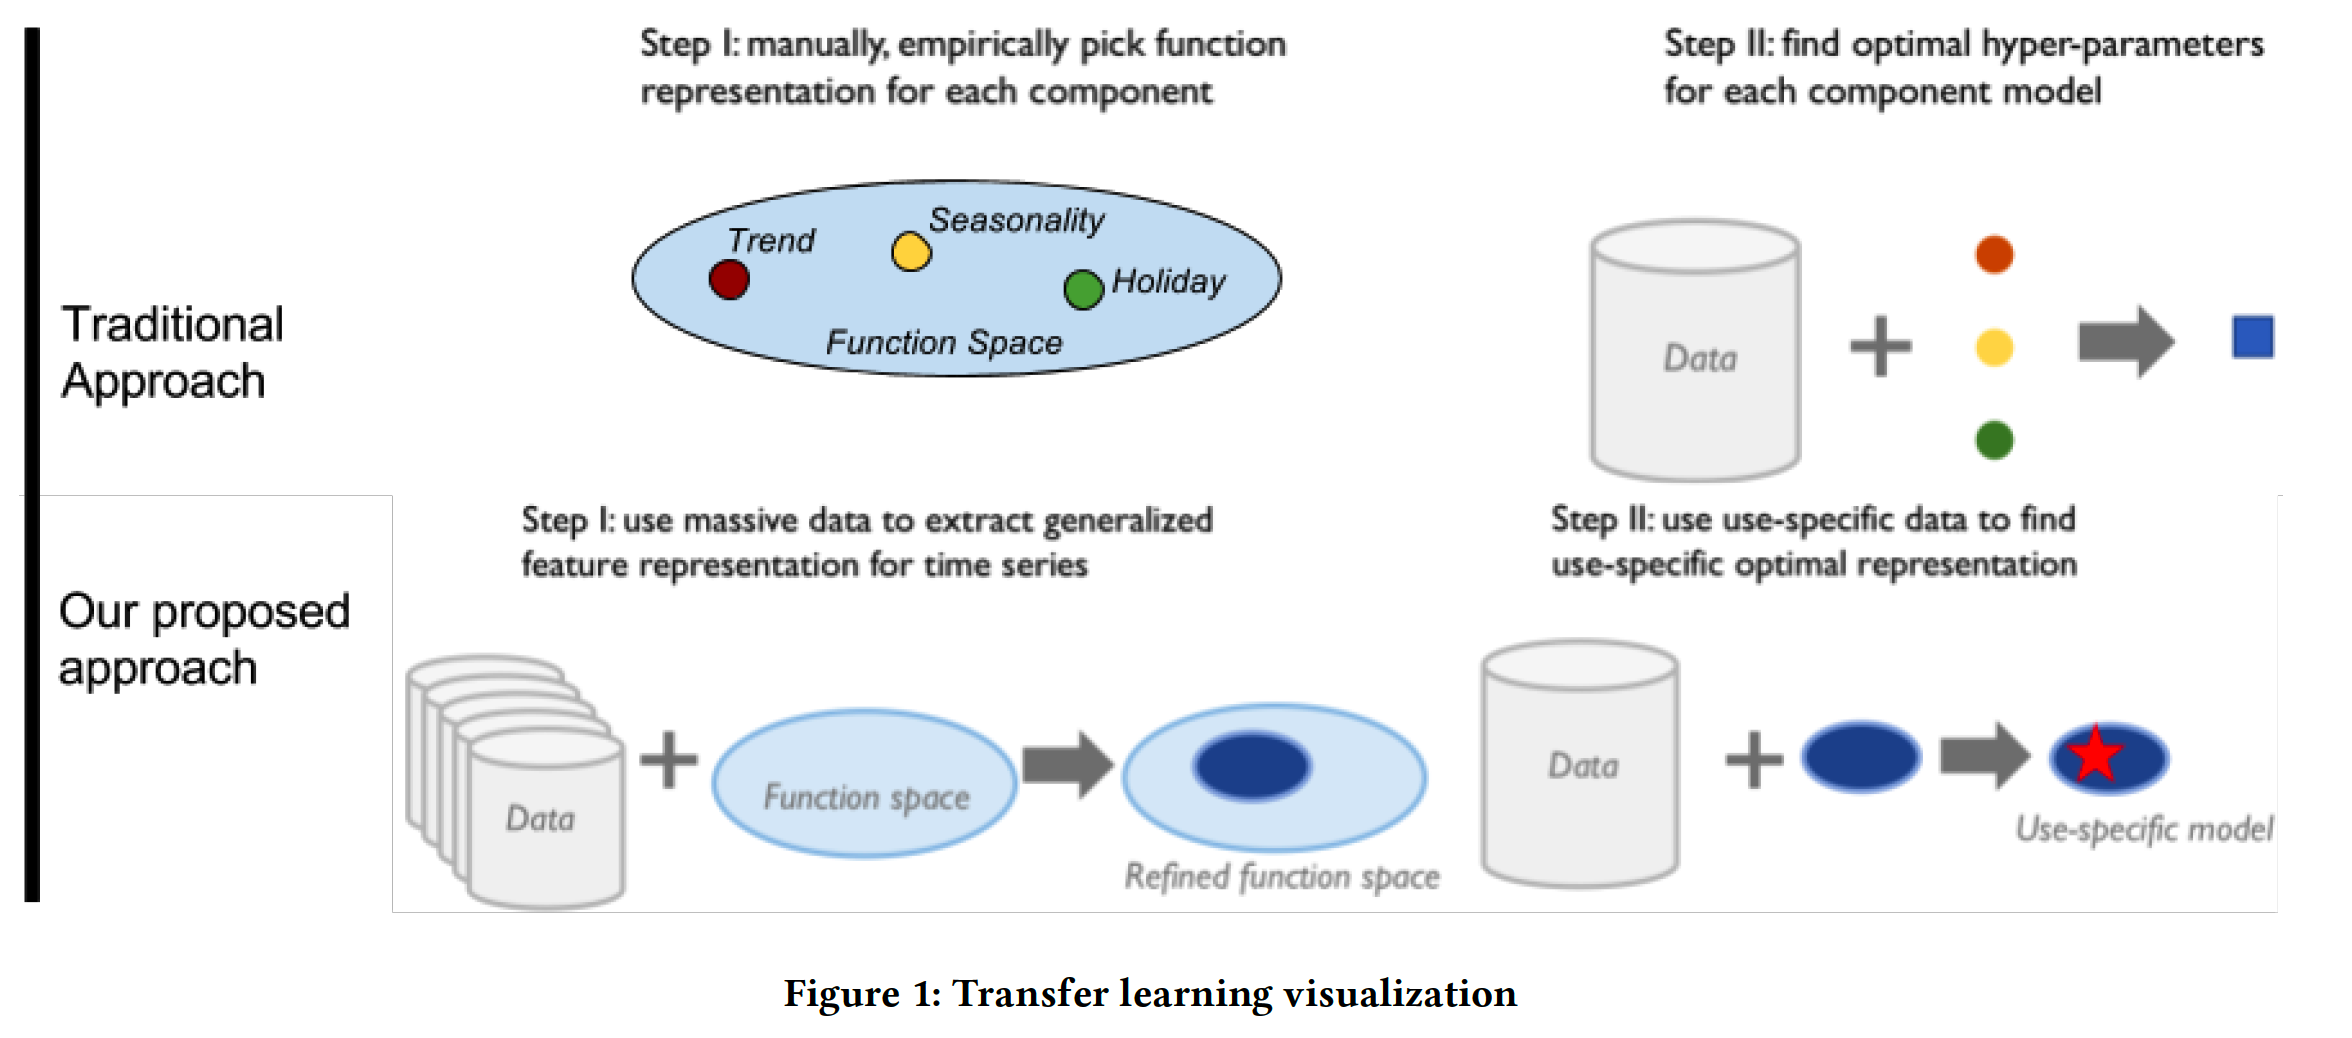 Step I: manually, empirically pick function
representation for each component
Step II: find optimal hyper-parameters
for each component model
Traditional
Approach
Trend
Seasonality
Holiday
Function Space
Data
Our proposed
approach
Step I: use massive data to extract generalized
feature representation for time series
Step II: use use-specific data to find
use-specific optimal representation
Data
Function space
Refined function space
Data
Use-specific model
Figure 1: Transfer learning visualization